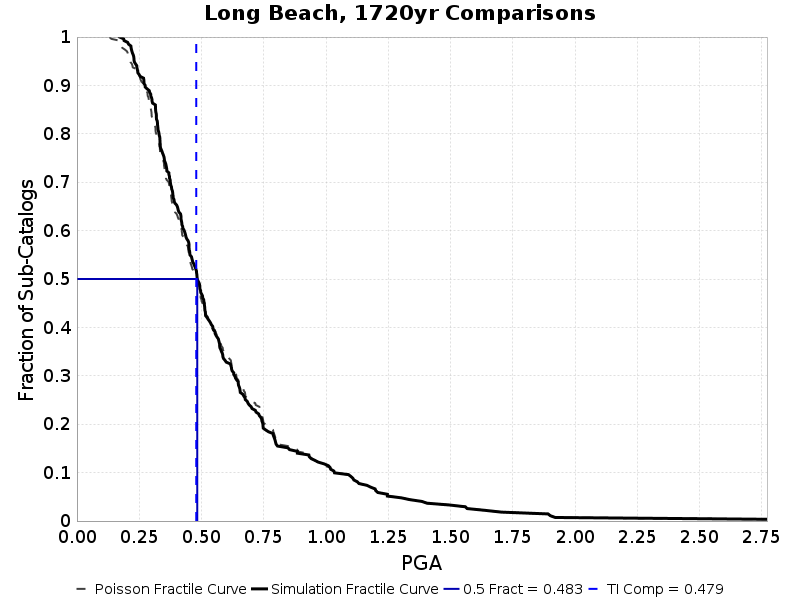 Long Beach, 1720yr Comparisons
1
0.9
0.8
0.7
0.6
0.5
0.4
0.3
0.2
0.1
0
Fraction of Sub-Catalogs
0.00 0.25 0.50 0.75 1.00 1.25 1.50 1.75 2.00 2.25 2.50 2.75
PGA
Poisson Fractile Curve Simulation Fractile Curve 0.5 Fract = 0.483 TI Comp = 0.479